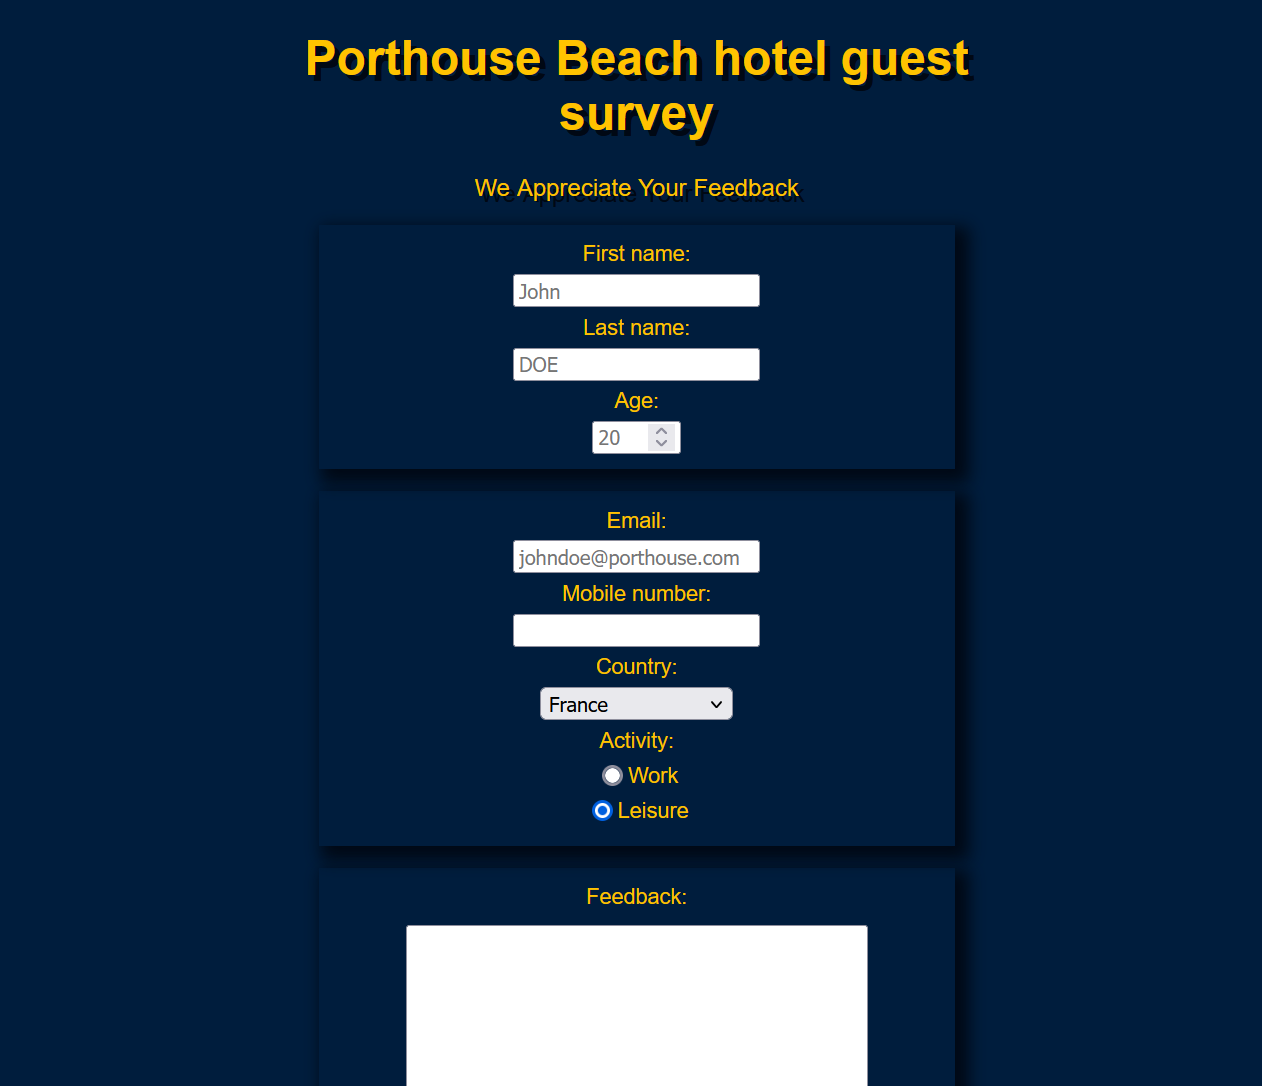 Porthouse Beach hotel guest
survey
We Appreciate Your Feedback
First name:
John
Last name:
DOE
Age:
20
Email:
johndoe@porthouse.com
Mobile number:
Country:
France
Activity:
Work
Leisure
Feedback: